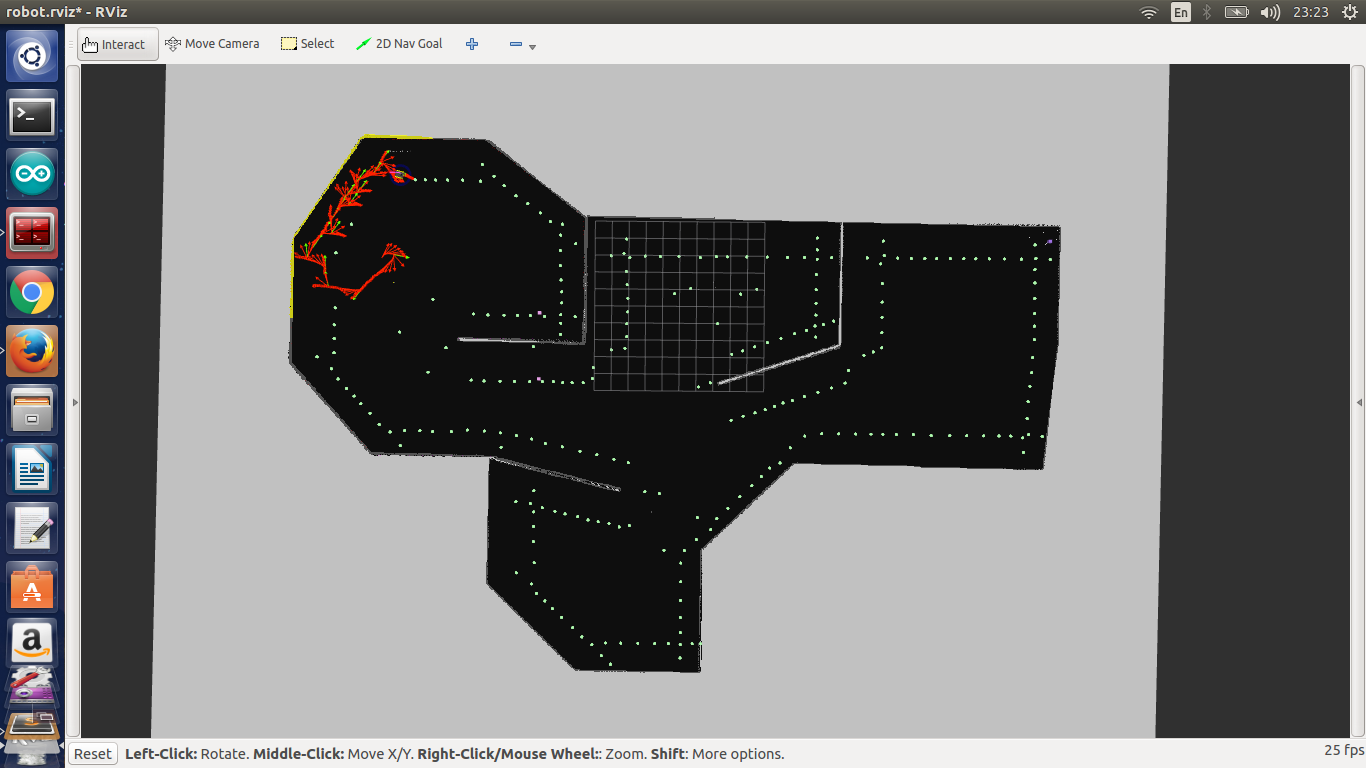 robot.rviz* - RViz
En
23:23
Interact
Move Camera
Select
2D Nav Goal
Reset
Left-Click: Rotate. Middle-Click: Move X/Y. Right-Click/Mouse Wheel:: Zoom. Shift: More options.
25 fps